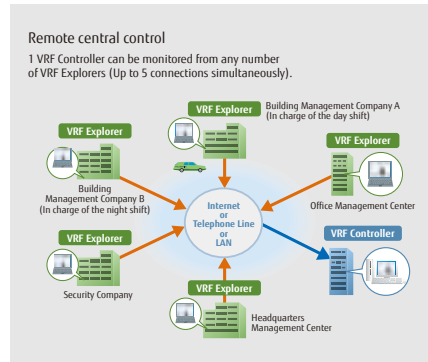 Remote central control
1 VRF Controller can be monitored from any number
of VRF Explorers (Up to 5 connections simultaneously).
VRF Explorer
Building Management Company A
(In charge of the day shift)
VRF Explorer
Building
Management Company B
(In charge of the night shift)
VRF Explorer
Office Management Center
Internet
or
Telephone Line
or
LAN
VRF Explorer
Security Company
VRF Controller
VRF Explorer
Headquarters
Management Center